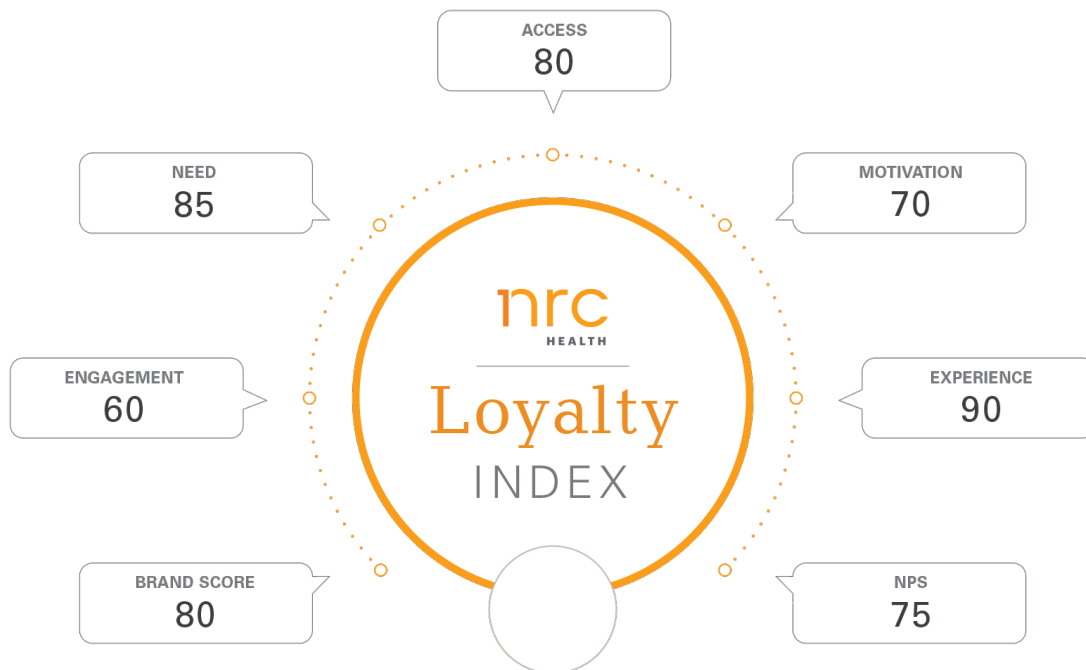 ACCESS
80
NEED
85
MOTIVATION
70
nrc
HEALTH
Loyalty
INDEX
ENGAGEMENT
60
EXPERIENCE
90
BRAND SCORE
80
NPS
75